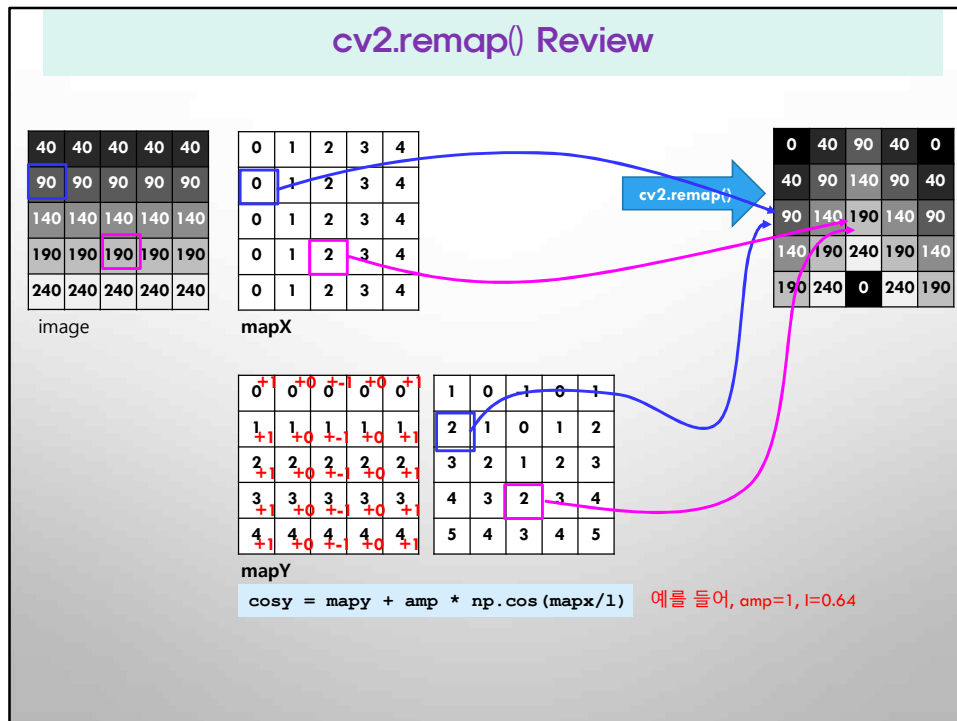 cv2.remap() Review
40 40 40 40 40
90 90 90 90 90
140 140 140 140 140
190 190 190 190 190
240 240 240 240 240
image
0 1 2 3 4
0 1 2 3 4
0 1 2 3 4
0 1 2 3 4
0 1 2 3 4
mapX
cv2.remap()
0 40 90 40 0
40 90 140 90 40
90 140 190 140 90
140 190 240 190 140
190 240 0 240 190
0 0 0 0 0
+1 +0 +-1 +0 +1
1 1 1 1 1
+1 +0 +-1 +0 +1
2 2 2 2 2
+1 +0 +-1 +0 +1
3 3 3 3 3
+1 +0 +-1 +0 +1
4 4 4 4 4
+1 +0 +-1 +0 +1
mapY
1 0 -1 0 1
2 1 0 1 2
3 2 1 2 3
4 3 2 3 4
5 4 3 4 5
cosy = mapy + amp * np.cos(mapx/l)
예를 들어, amp=1, l=0.64